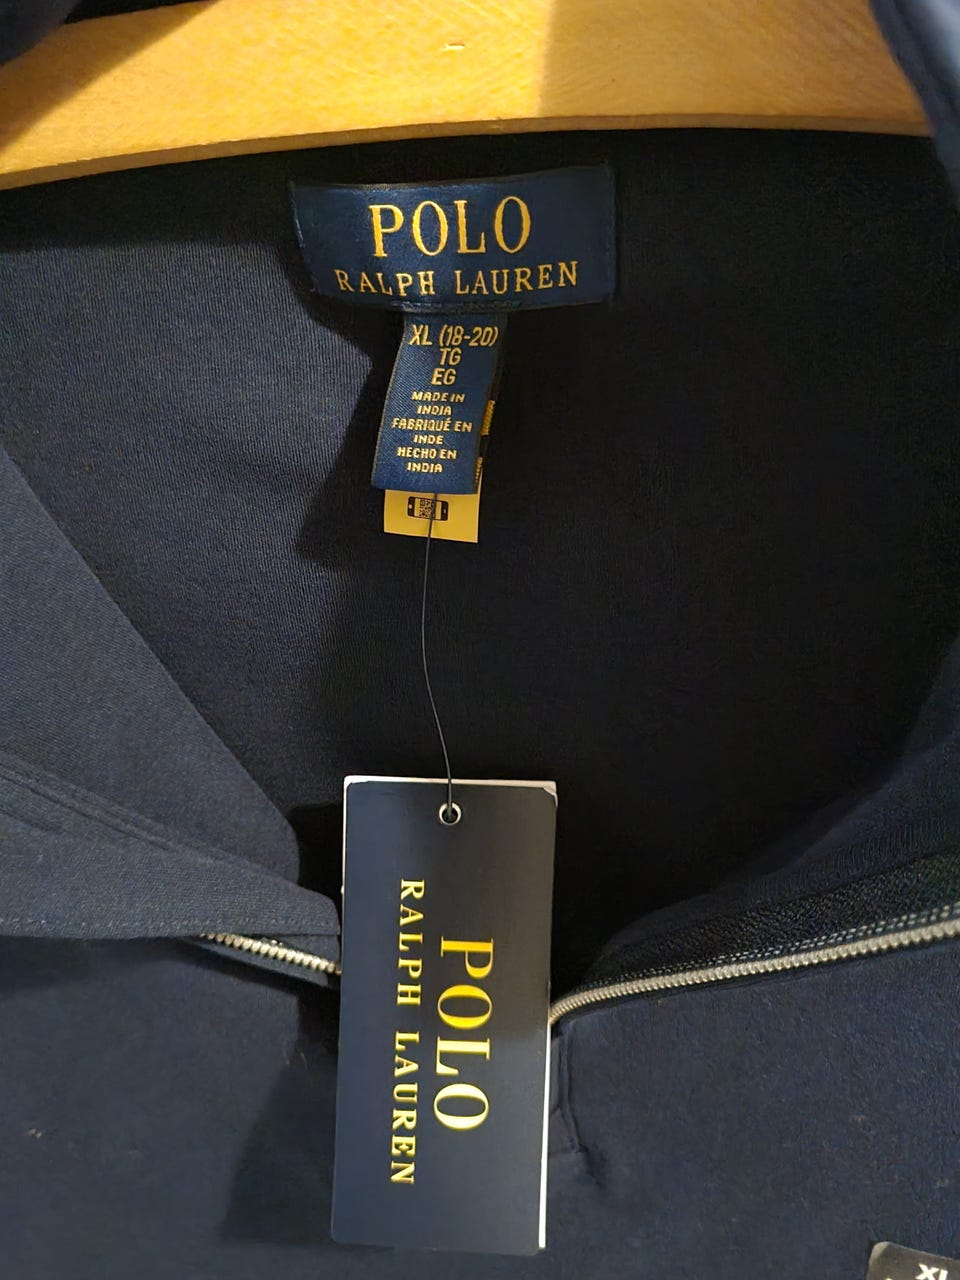 POLO
RALPH LAUREN
XL (18-20)
TG
EG
MADE IN
INDIA
FABRIQUÉ EN
INDE
HECHO EN
INDIA
POLO
RALPH LAUREN
XL